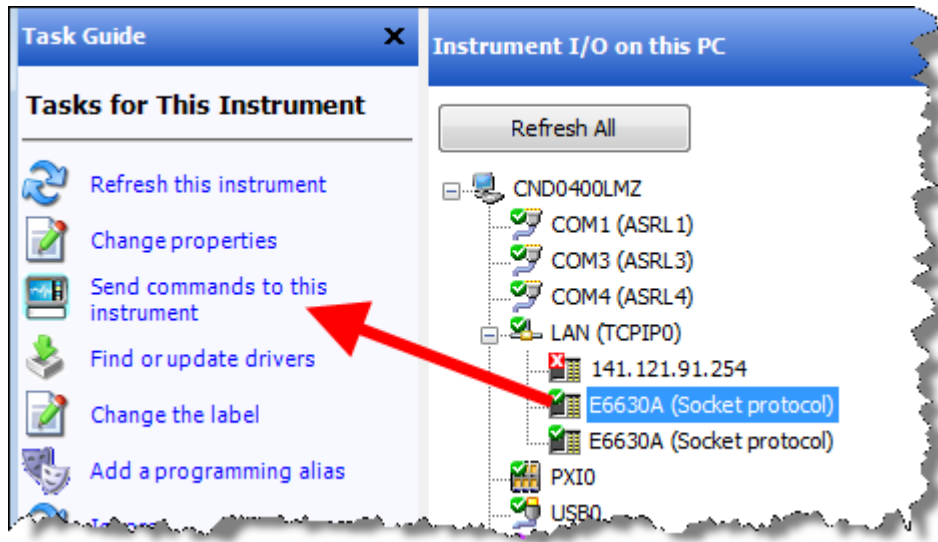 Task Guide
Tasks for This Instrument
Refresh this instrument
Change properties
Send commands to this
instrument
Find or update drivers
Change the label
Add a programming alias
Instrument I/O on this PC
Refresh All
CND0400LMZ
COM1 (ASRL1)
COM3 (ASRL3)
COM4 (ASRL4)
LAN (TCPIP0)
141.121.91.254
E6630A (Socket protocol)
E6630A (Socket protocol)
PXI0
USB0